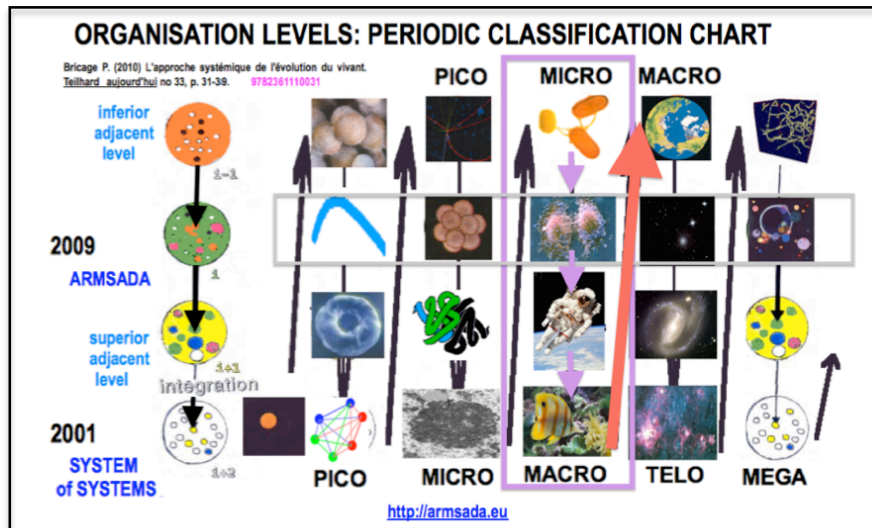 ORGANISATION LEVELS: PERIODIC CLASSIFICATION CHART
Bricage P. (2010) L'approche systémique de l'évolution du vivant.
Teilhard aujourd'hui no 33, p. 31-39. 9782361110031
PICO MICRO MACRO
inferior
adjacent
level
i-1
2009
ARMSADA
i
superior
adjacent
level
i+1
intégration
2001
SYSTEM
of SYSTEMS
i+2
PICO MICRO MACRO TELO MEGA
http://armsada.eu